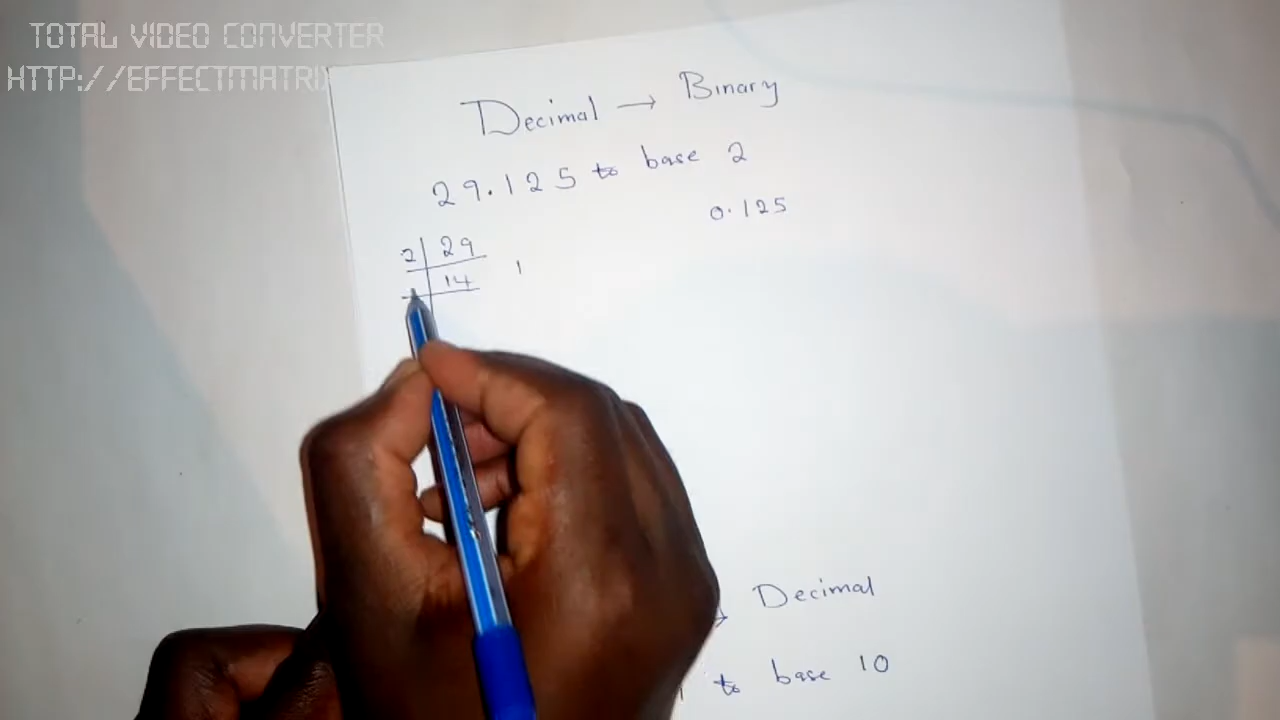 TOTAL VIDEO CONVERTER
HTTP://EFFECTMATRIX
Decimal → Binary
29.125 to base 2
0.125
2 29
14 1
→ Decimal
to base 10